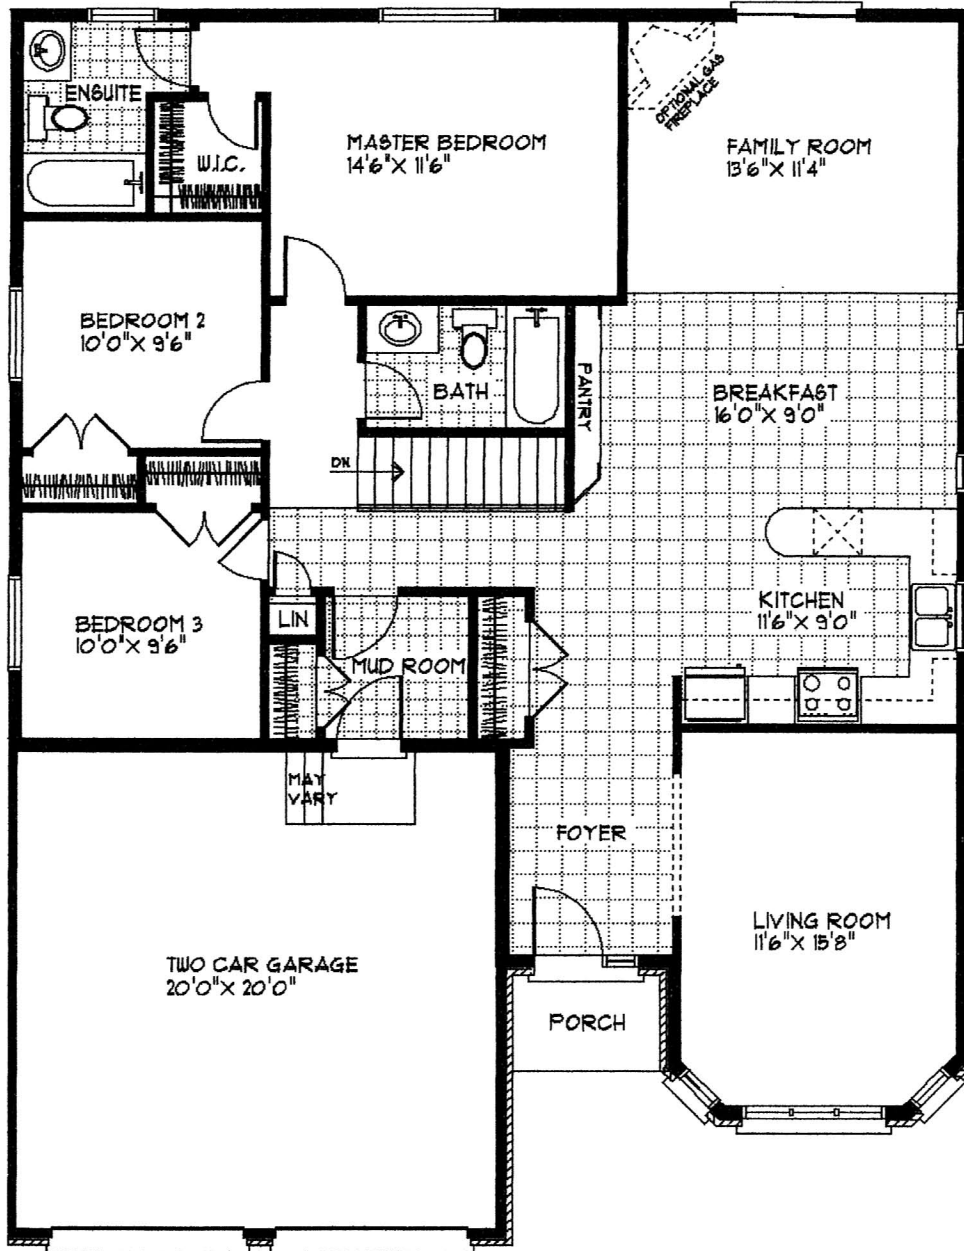 ENSUITE
W.I.C.
MASTER BEDROOM
14'6" X 11'6"
OPTIONAL GAS
FIREPLACE
FAMILY ROOM
13'6" X 11'4"
BEDROOM 2
10'0" X 9'6"
BATH
PANTRY
BREAKFAST
16'0" X 9'0"
DN
BEDROOM 3
10'0" X 9'6"
LIN
MUD ROOM
KITCHEN
11'6" X 9'0"
MAY
VARY
FOYER
LIVING ROOM
11'6" X 15'8"
TWO CAR GARAGE
20'0" X 20'0"
PORCH